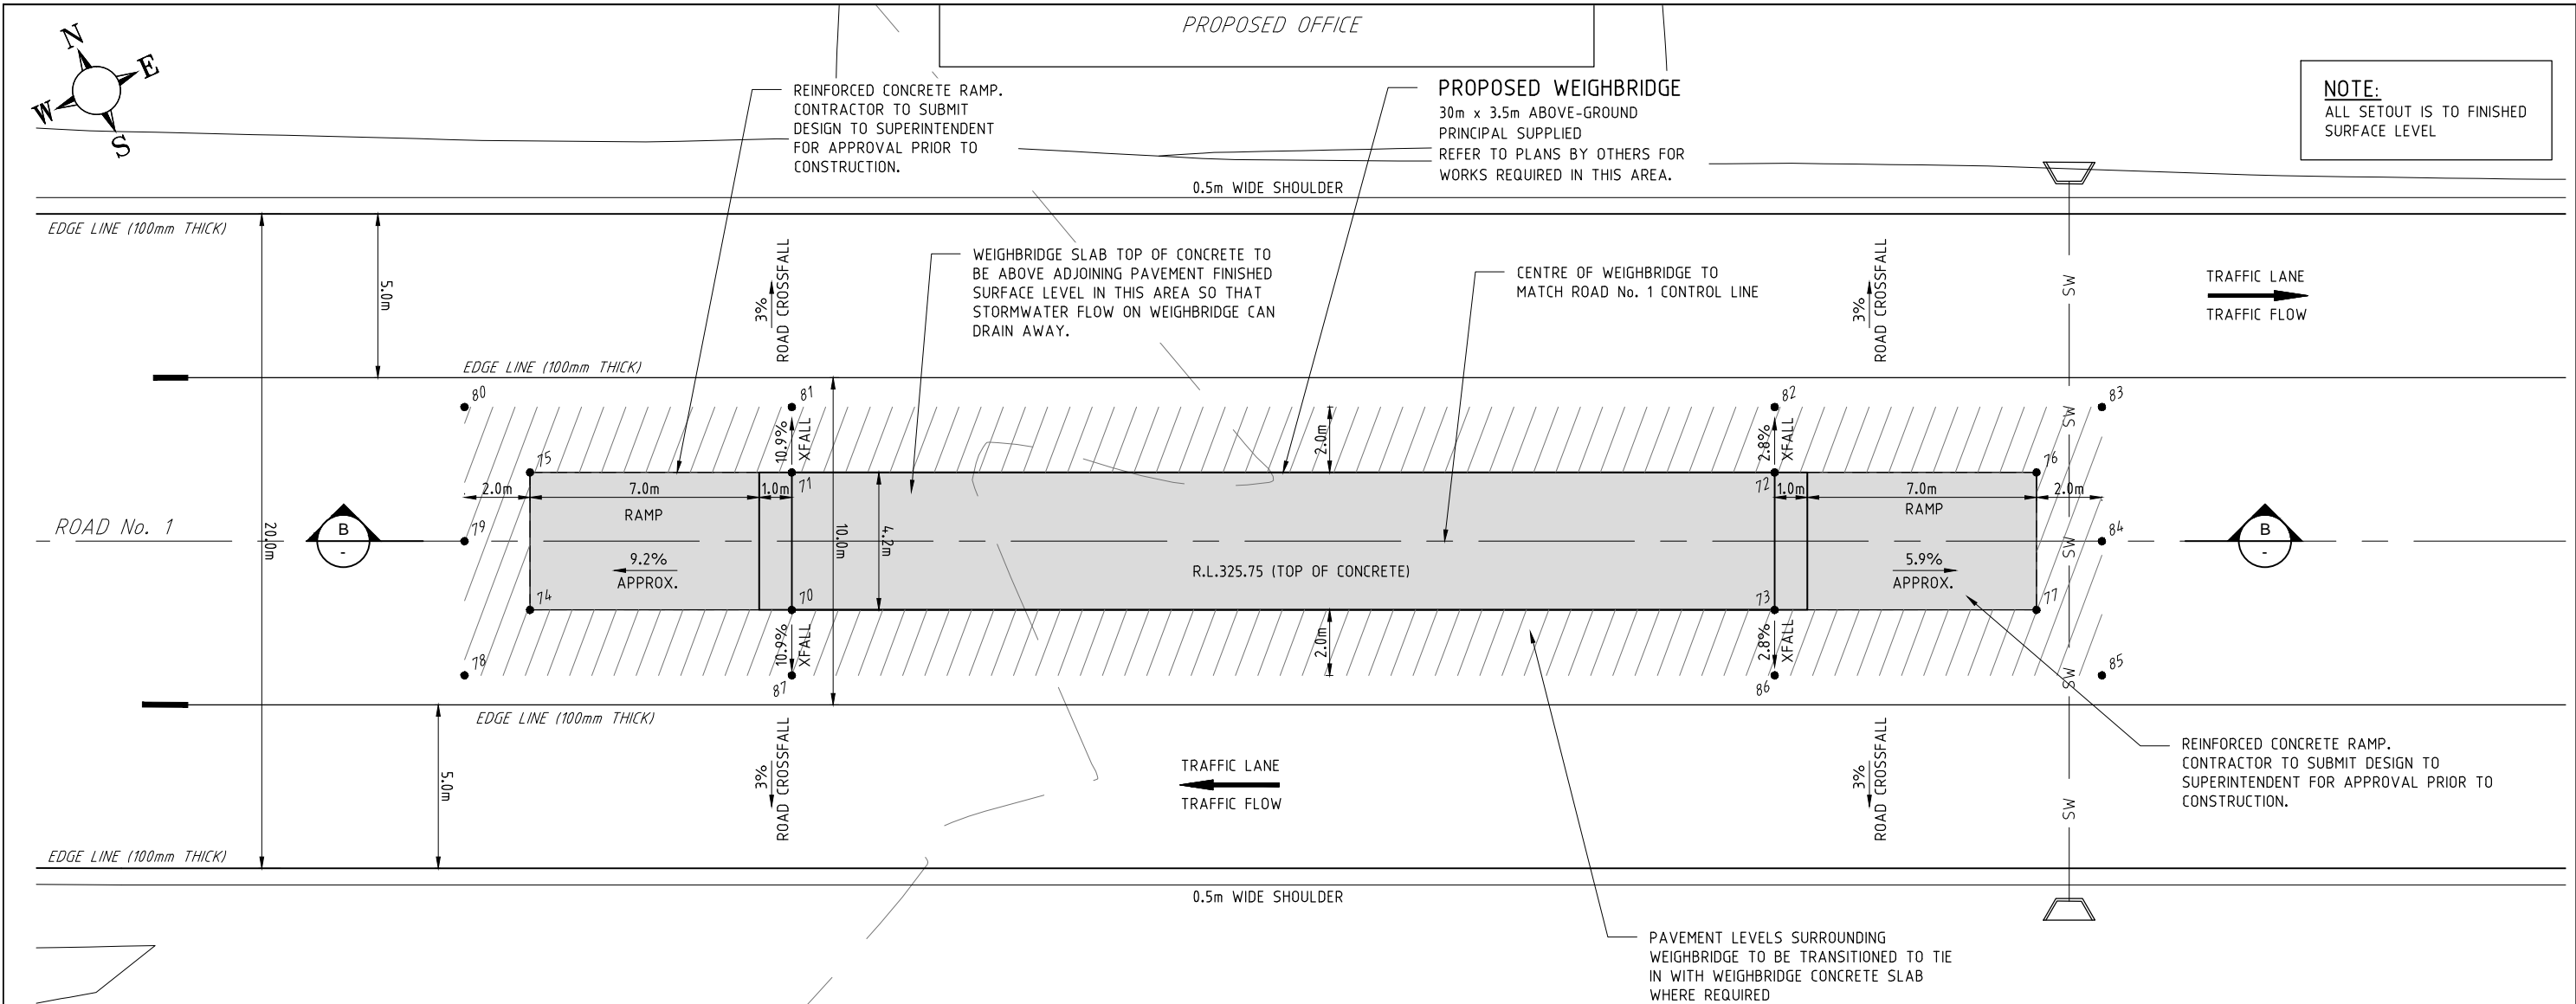 PROPOSED OFFICE
N
E
W
S
REINFORCED CONCRETE RAMP.
CONTRACTOR TO SUBMIT
DESIGN TO SUPERINTENDENT
FOR APPROVAL PRIOR TO
CONSTRUCTION.
PROPOSED WEIGHBRIDGE
30m x 3.5m ABOVE-GROUND
PRINCIPAL SUPPLIED
REFER TO PLANS BY OTHERS FOR
WORKS REQUIRED IN THIS AREA.
NOTE:
ALL SETOUT IS TO FINISHED
SURFACE LEVEL
0.5m WIDE SHOULDER
EDGE LINE (100mm THICK)
5.0m
3%
ROAD CROSSFALL
WEIGHBRIDGE SLAB TOP OF CONCRETE TO
BE ABOVE ADJOINING PAVEMENT FINISHED
SURFACE LEVEL IN THIS AREA SO THAT
STORMWATER FLOW ON WEIGHBRIDGE CAN
DRAIN AWAY.
CENTRE OF WEIGHBRIDGE TO
MATCH ROAD No. 1 CONTROL LINE
3%
ROAD CROSSFALL
SW
TRAFFIC LANE
TRAFFIC FLOW
EDGE LINE (100mm THICK)
80
81
82
83
10.9%
XFALL
2.0m
2.8%
XFALL
SW
75
71
72
76
2.0m
7.0m
RAMP
1.0m
1.0m
7.0m
RAMP
2.0m
ROAD No. 1
20.0m
B
-
79
10.0m
4.2m
SW
84
B
-
9.2%
APPROX.
R.L.325.75 (TOP OF CONCRETE)
5.9%
APPROX.
74
70
73
77
10.9%
XFALL
2.0m
2.8%
XFALL
78
87
86
SW
85
EDGE LINE (100mm THICK)
5.0m
3%
ROAD CROSSFALL
TRAFFIC LANE
TRAFFIC FLOW
3%
ROAD CROSSFALL
SW
REINFORCED CONCRETE RAMP.
CONTRACTOR TO SUBMIT DESIGN TO
SUPERINTENDENT FOR APPROVAL PRIOR TO
CONSTRUCTION.
EDGE LINE (100mm THICK)
0.5m WIDE SHOULDER
PAVEMENT LEVELS SURROUNDING
WEIGHBRIDGE TO BE TRANSITIONED TO TIE
IN WITH WEIGHBRIDGE CONCRETE SLAB
WHERE REQUIRED